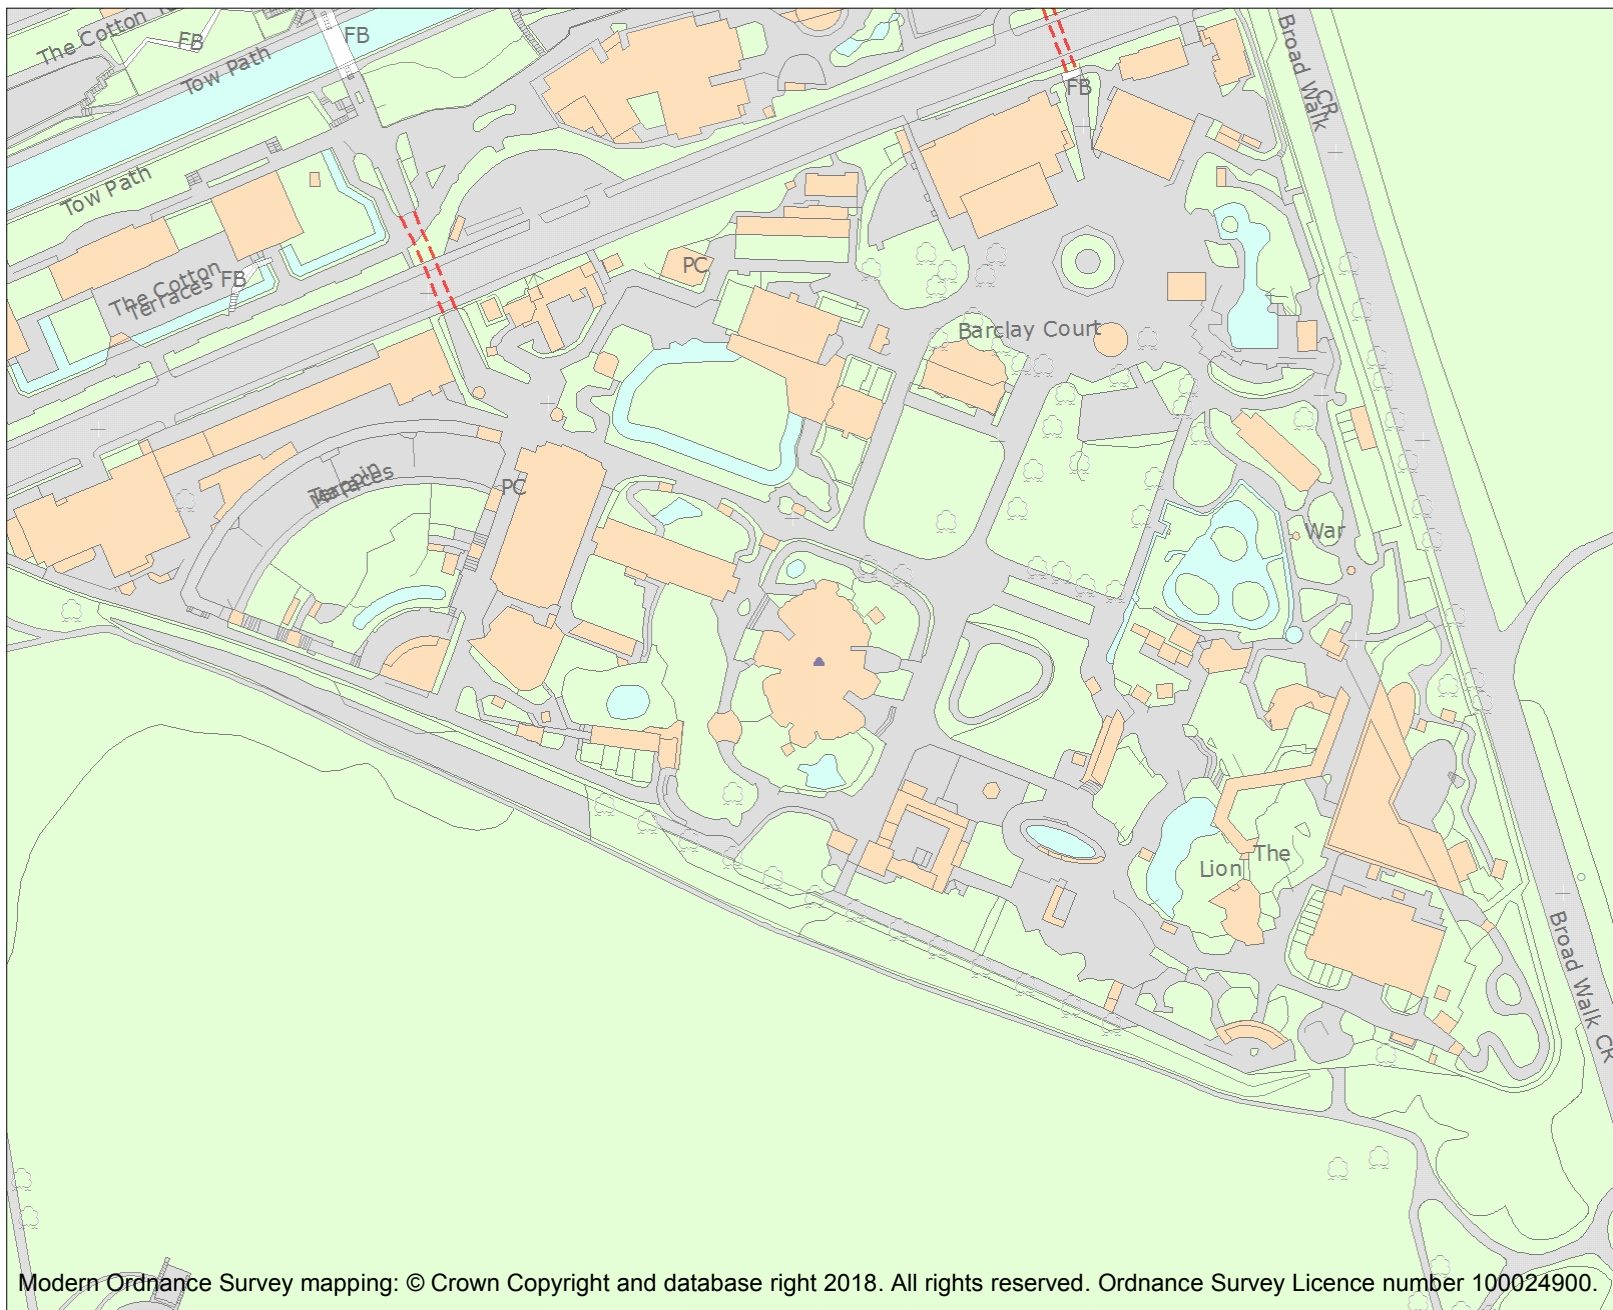 The Cotton
FB
FB
Tow Path
Broad Walk
CR
FB
Tow Path
PC
The Cotton
Terraces
FB
Barclay Court
Terraces
PC
War
Lion
The
Broad Walk
CR
Modern Ordnance Survey mapping: © Crown Copyright and database right 2018. All rights reserved. Ordnance Survey Licence number 100024900.